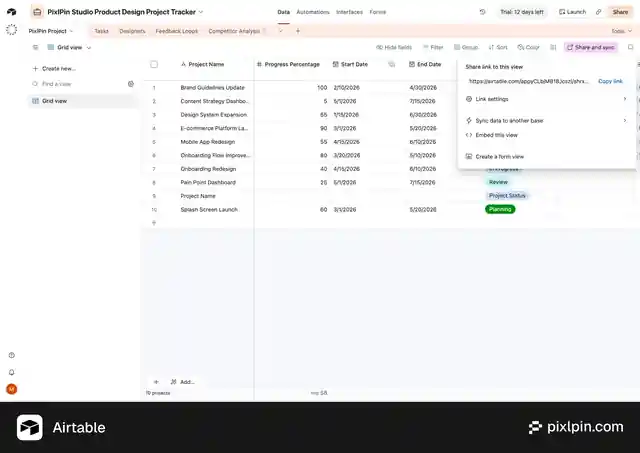 PixlPin Studio Product Design Project Tracker
Data
Automations
Interfaces
Forms
Trial: 12 days left
Launch
Share
PixlPin Project
Tasks
Designers
Feedback Loops
Competitor Analysis
Tools
Grid view
Hide fields
Filter
Group
Sort
Color
Share and sync
Create new...
Find a view
Grid view
Project Name
Progress Percentage
Start Date
End Date
1 Brand Guidelines Update 100 2/10/2026 4/30/2026
2 Content Strategy Dashbo... 5 5/1/2026 7/15/2026
3 Design System Expansion 65 1/15/2026 6/30/2026
4 E-commerce Platform La... 90 3/1/2026 5/20/2026
5 Mobile App Redesign 55 4/15/2026 6/10/2026
6 Onboarding Flow Improve... 80 3/20/2026 5/10/2026
7 Onboarding Redesign 40 4/15/2026 6/10/2026
8 Pain Point Dashboard 25 5/1/2026 7/15/2026 Review
9 Project Name Project Status
10 Splash Screen Launch 60 3/1/2026 5/20/2026 Planning
Share link to this view
Copy link
Link settings
Sync data to another base
Embed this view
Create a form view
Add...
10 projects
M
Airtable
pixlpin.com